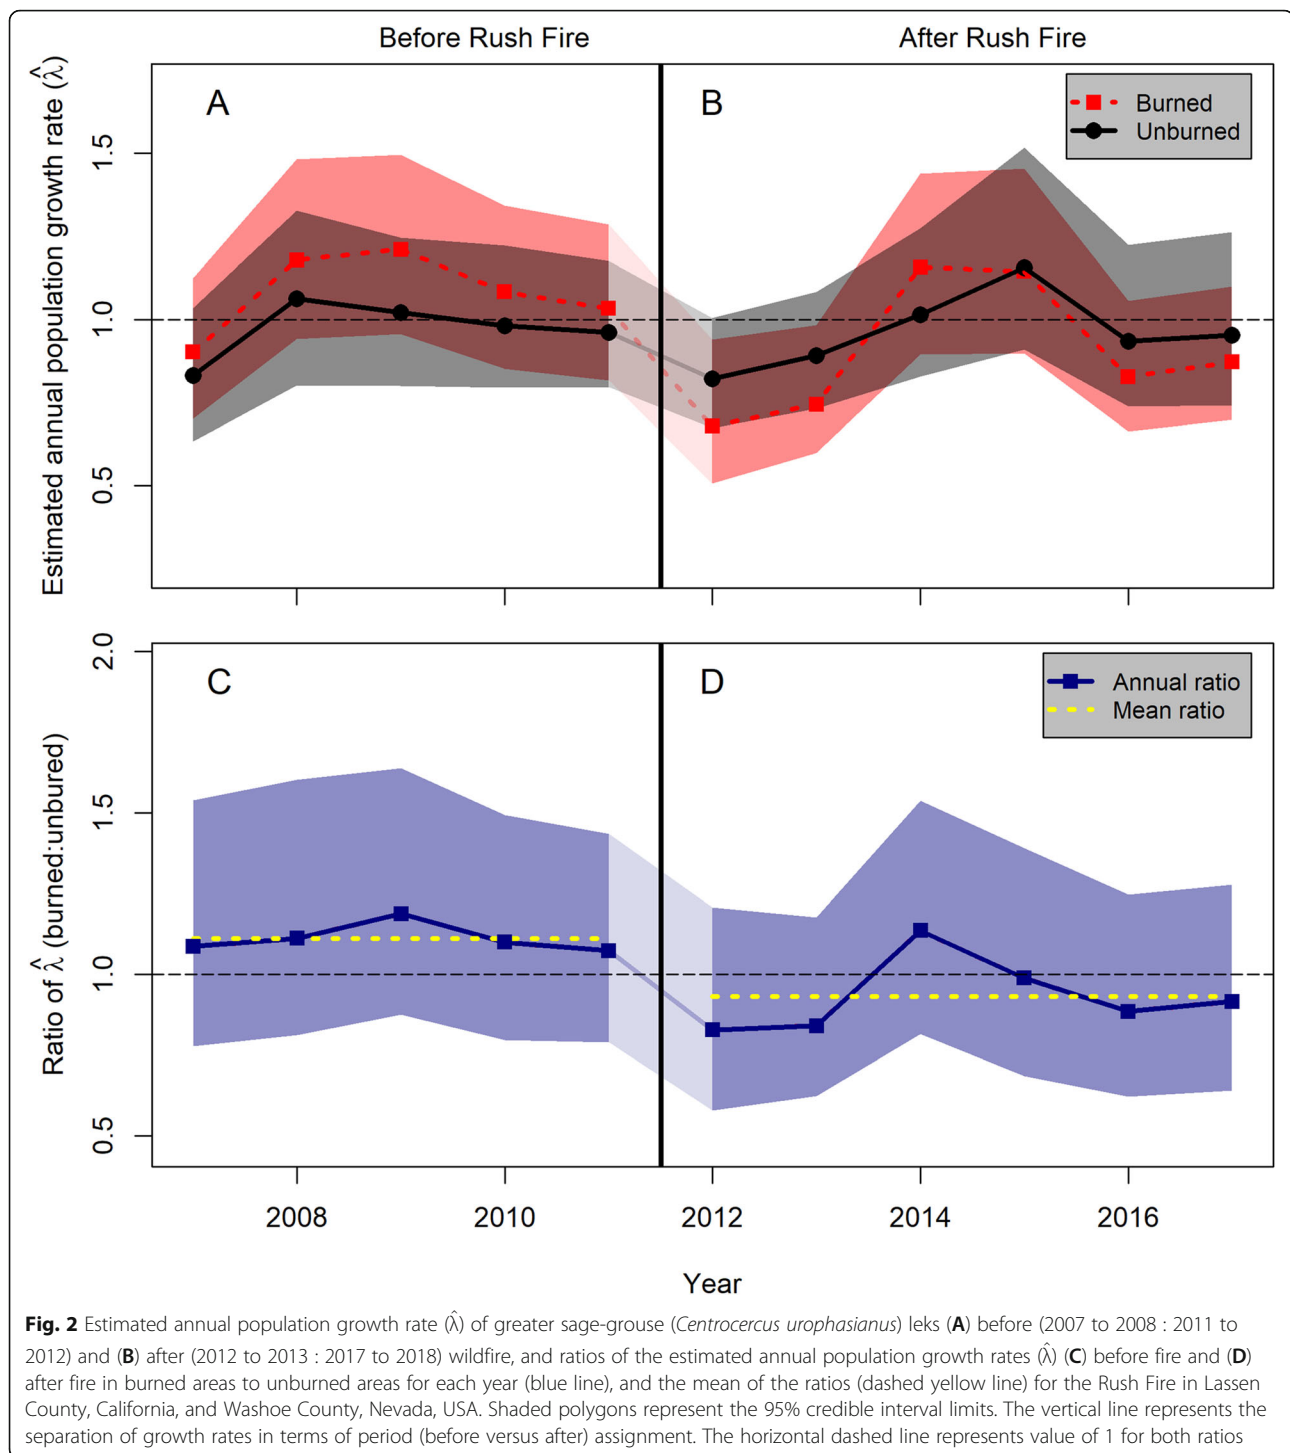 Before Rush Fire After Rush Fire
Estimated annual population growth rate (λ̂)
A
B
Burned
Unburned
1.5
1.0
0.5
Ratio of λ̂ (burned:unbured)
C
D
Annual ratio
Mean ratio
2.0
1.5
1.0
0.5
2008 2010 2012 2014 2016
Year
Fig. 2 Estimated annual population growth rate (λ̂) of greater sage-grouse (Centrocercus urophasianus) leks (A) before (2007 to 2008 : 2011 to
2012) and (B) after (2012 to 2013 : 2017 to 2018) wildfire, and ratios of the estimated annual population growth rates (λ̂) (C) before fire and (D)
after fire in burned areas to unburned areas for each year (blue line), and the mean of the ratios (dashed yellow line) for the Rush Fire in Lassen
County, California, and Washoe County, Nevada, USA. Shaded polygons represent the 95% credible interval limits. The vertical line represents the
separation of growth rates in terms of period (before versus after) assignment. The horizontal dashed line represents value of 1 for both ratios